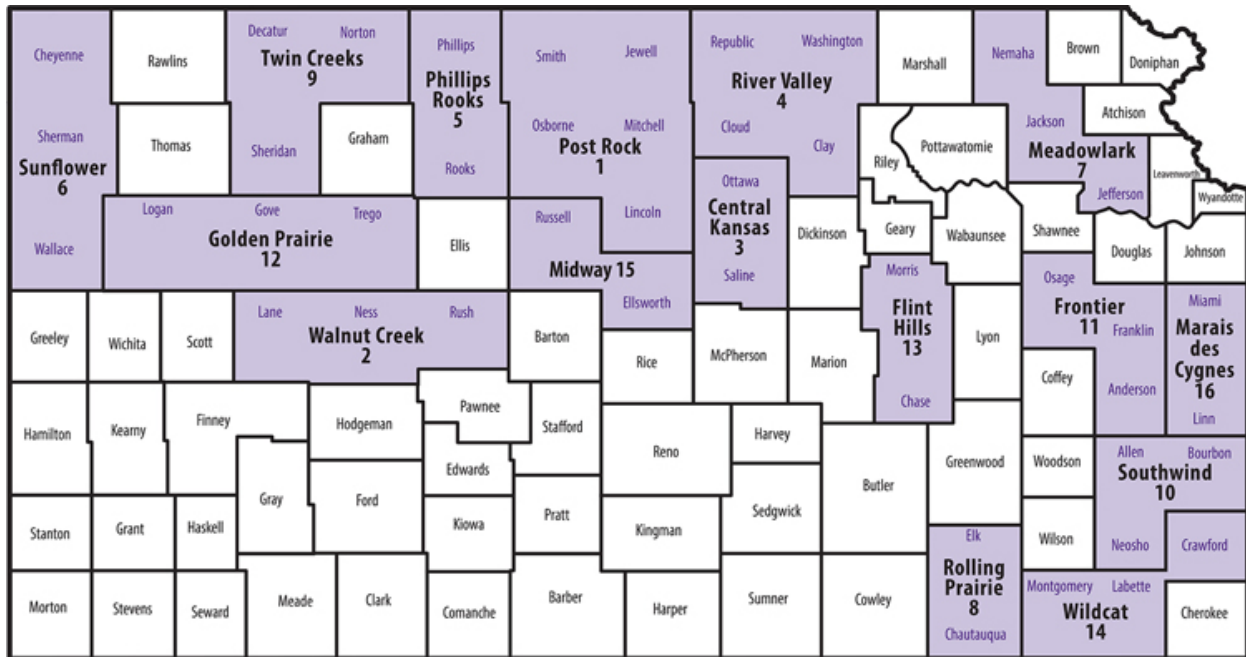 Cheyenne
Rawlins
Decatur
Norton
Twin Creeks
9
Phillips
Phillips
Rooks
5
Rooks
Smith
Jewell
Osborne
Mitchell
Post Rock
1
Lincoln
Republic
Washington
River Valley
4
Cloud
Clay
Marshall
Nemaha
Brown
Doniphan
Atchison
Jackson
Meadowlark
7
Jefferson
Leavenworth
Wyandotte
Sherman
Sunflower
6
Wallace
Thomas
Sheridan
Graham
Riley
Pottawatomie
Logan
Gove
Trego
Golden Prairie
12
Ellis
Russell
Midway 15
Ellsworth
Ottawa
Central
Kansas
3
Saline
Dickinson
Geary
Wabaunsee
Shawnee
Douglas
Johnson
Morris
Flint
Hills
13
Chase
Osage
Frontier
11
Franklin
Anderson
Miami
Marais
des
Cygnes
16
Linn
Greeley
Wichita
Scott
Lane
Ness
Rush
Walnut Creek
2
Barton
Rice
McPherson
Marion
Lyon
Coffey
Hamilton
Kearny
Finney
Hodgeman
Pawnee
Stafford
Edwards
Reno
Harvey
Butler
Greenwood
Woodson
Allen
Bourbon
Southwind
10
Neosho
Crawford
Stanton
Grant
Haskell
Gray
Ford
Kiowa
Pratt
Kingman
Sedgwick
Elk
Rolling
Prairie
8
Chautauqua
Wilson
Montgomery
Labette
Wildcat
14
Cherokee
Morton
Stevens
Seward
Meade
Clark
Comanche
Barber
Harper
Sumner
Cowley